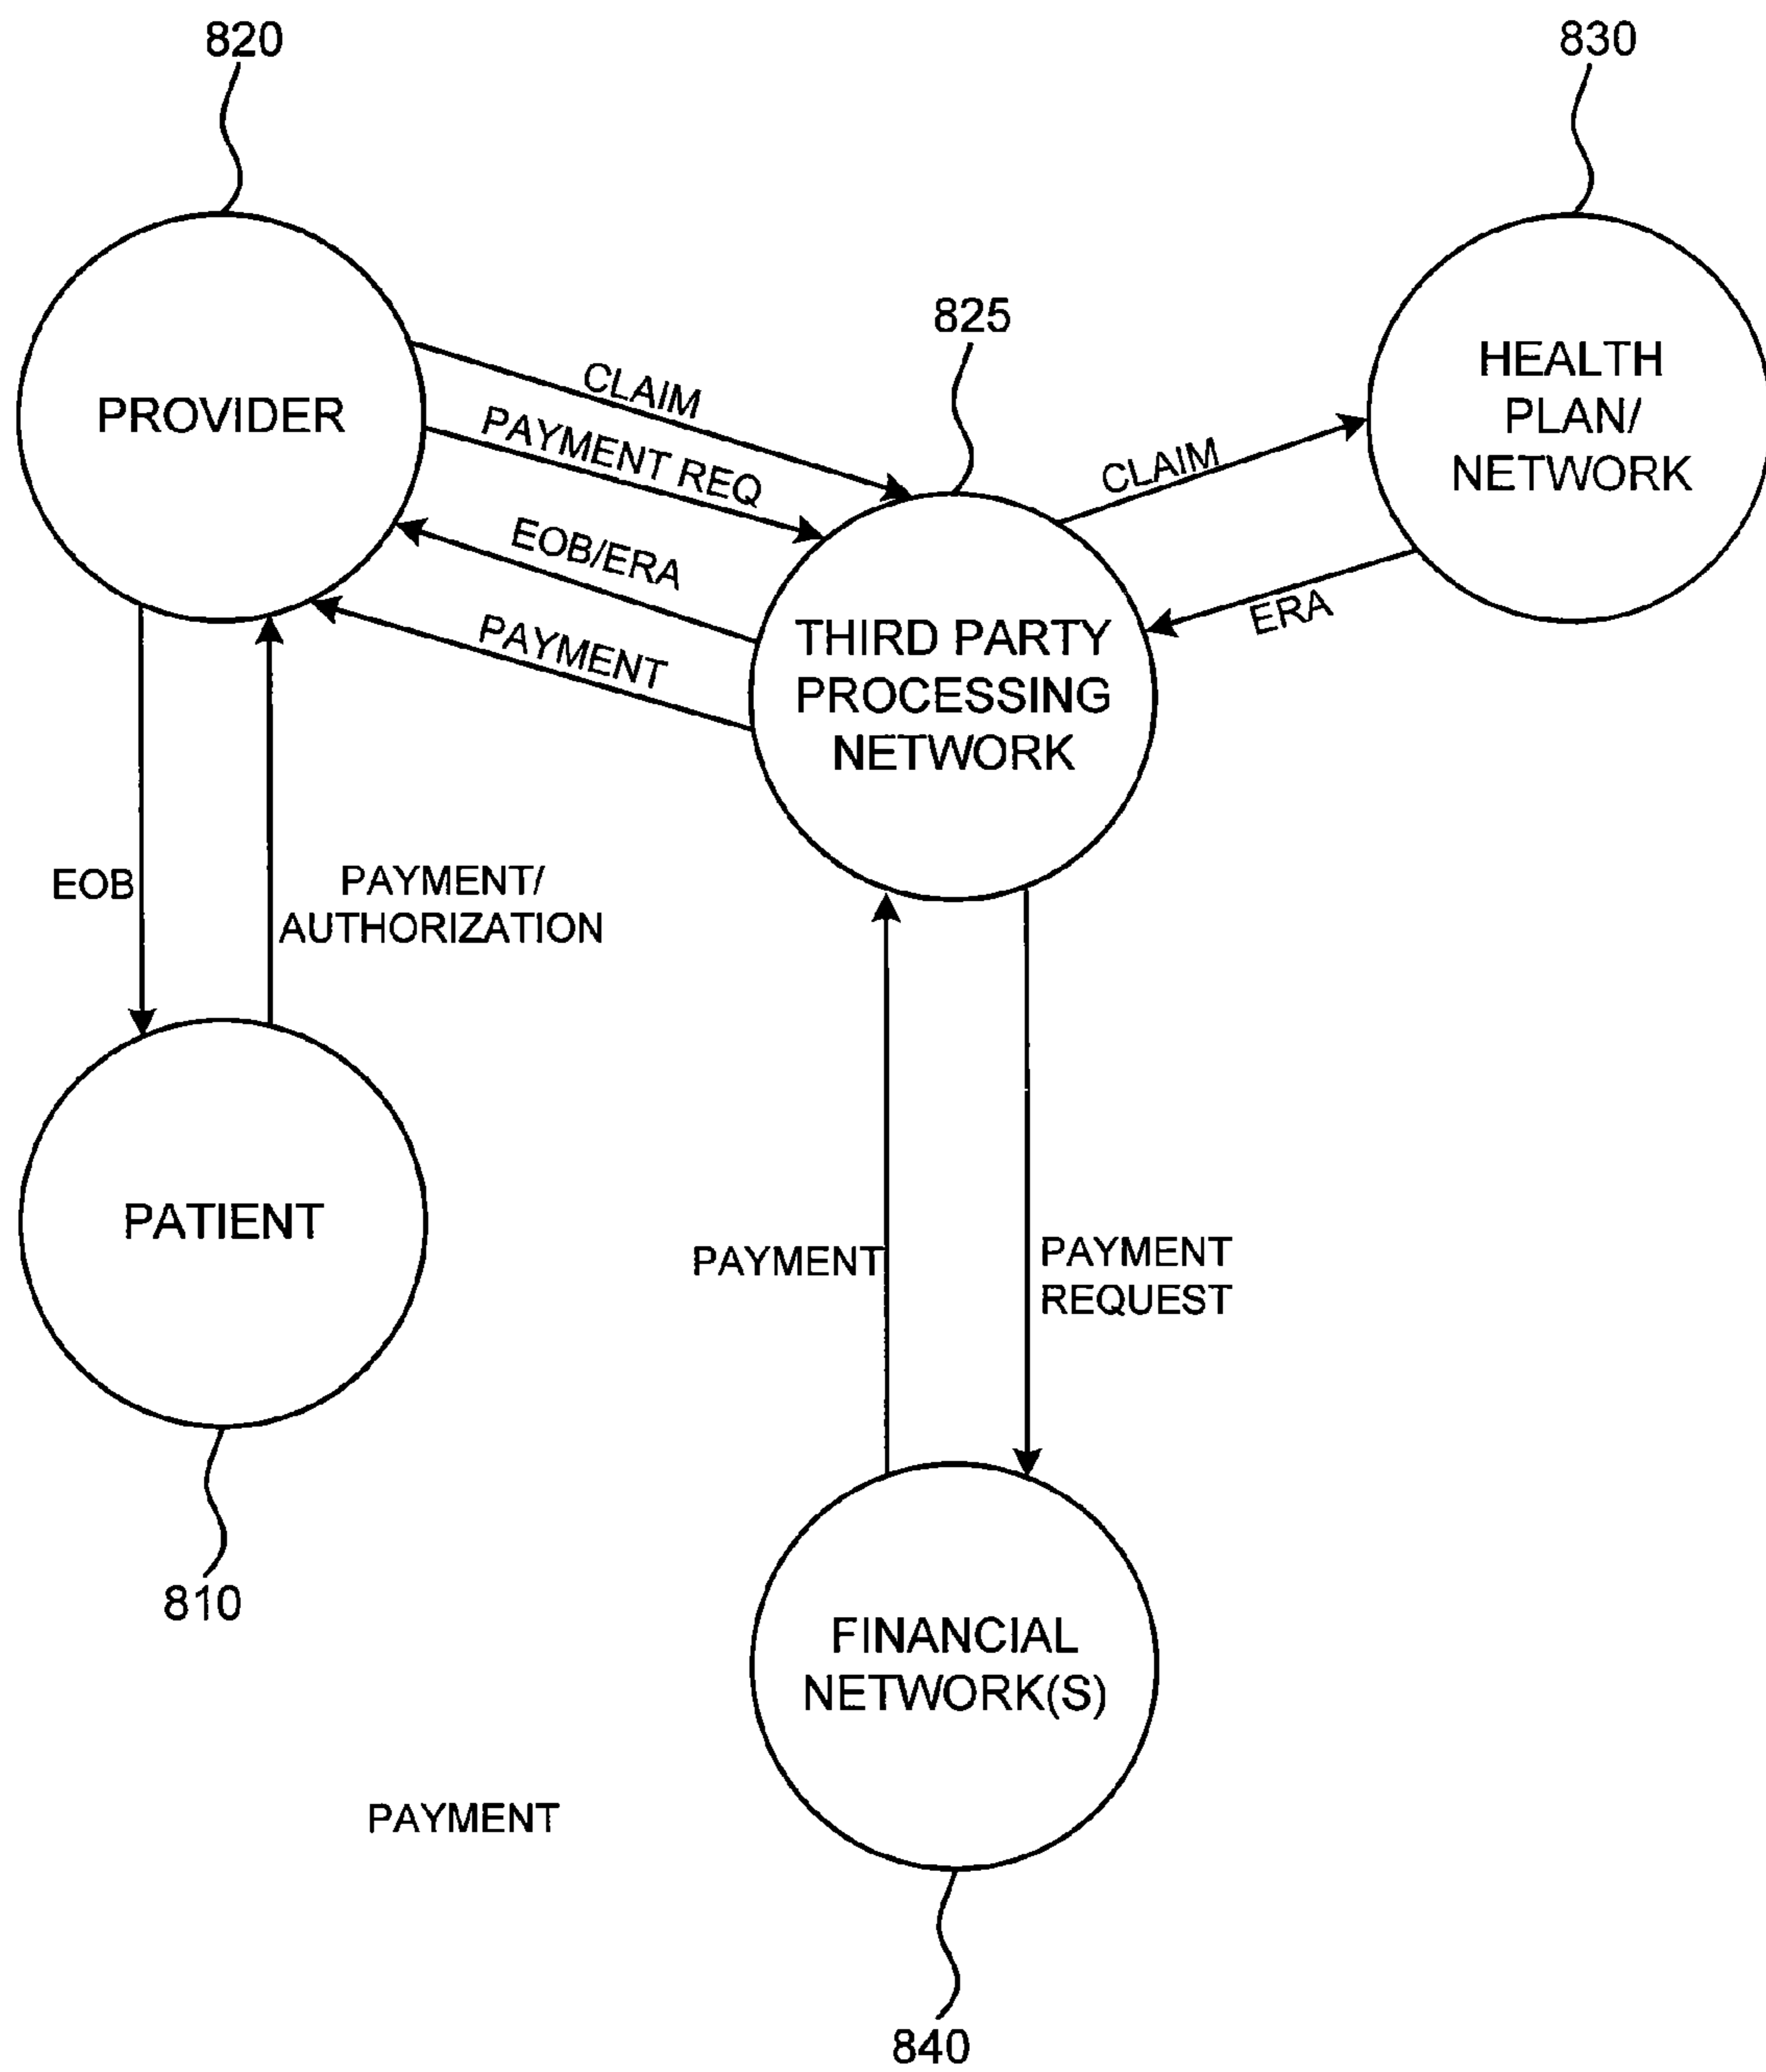 820
830
825
PROVIDER
HEALTH
PLAN/
NETWORK
CLAIM
PAYMENT REQ
EOB/ERA
PAYMENT
CLAIM
ERA
THIRD PARTY
PROCESSING
NETWORK
EOB
PAYMENT/
AUTHORIZATION
PATIENT
PAYMENT
PAYMENT
REQUEST
810
FINANCIAL
NETWORK(S)
PAYMENT
840